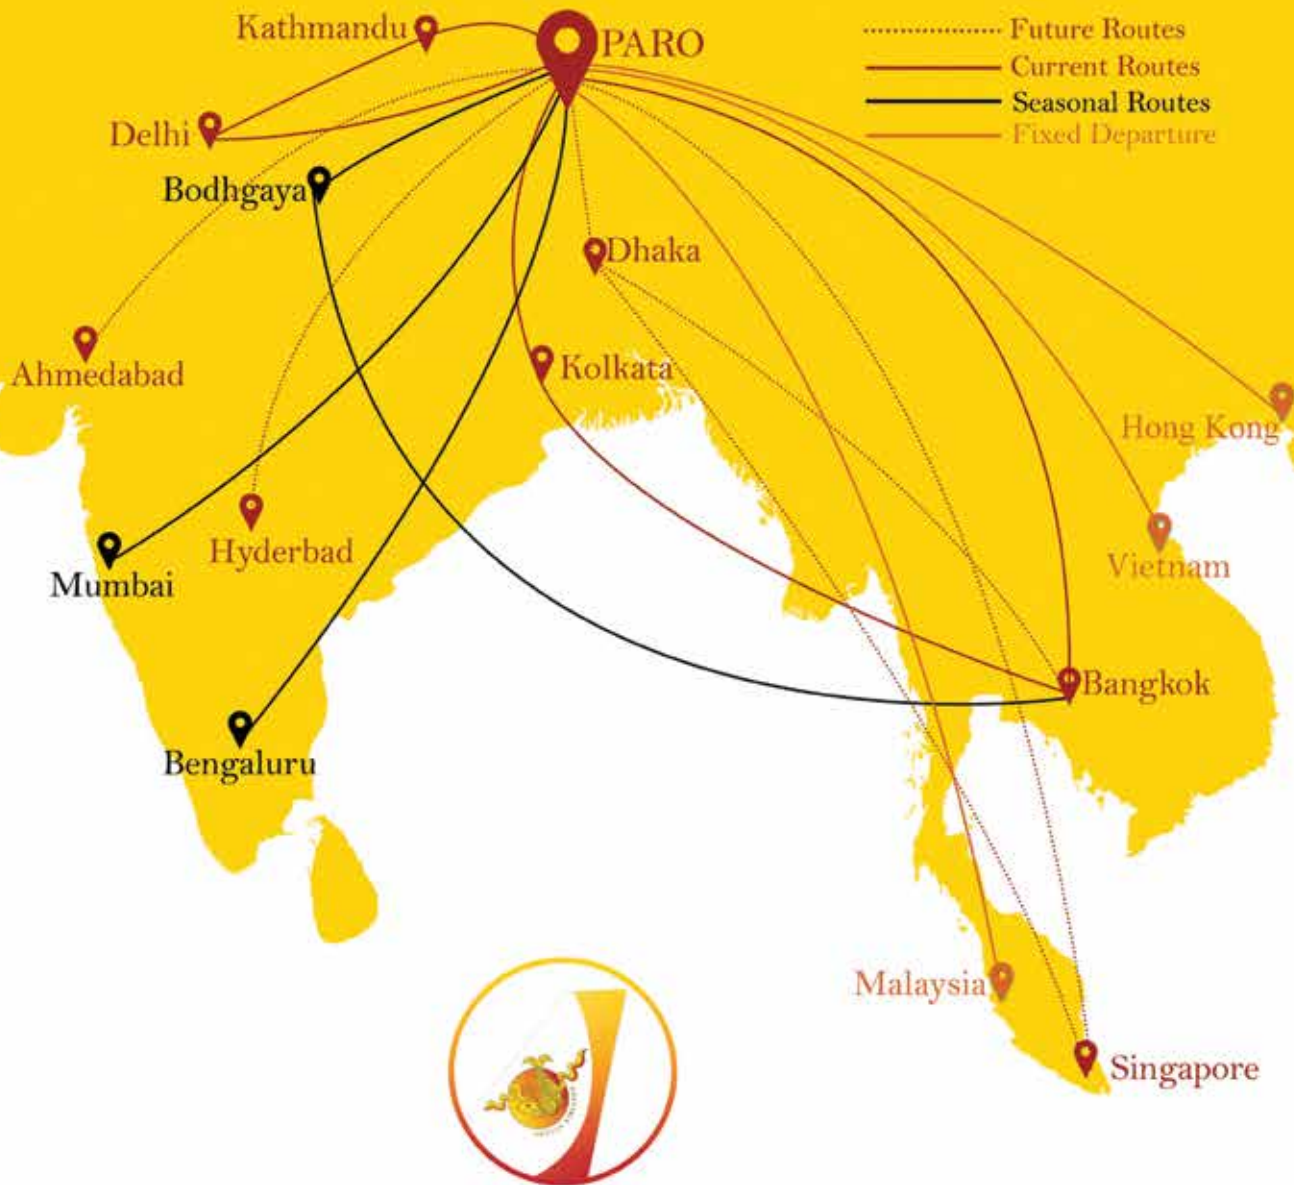 Kathmandu
PARO
Future Routes
Current Routes
Seasonal Routes
Fixed Departure
Delhi
Bodhgaya
Dhaka
Ahmedabad
Kolkata
Hong Kong
Hyderbad
Mumbai
Vietnam
Bangkok
Bengaluru
Malaysia
Singapore